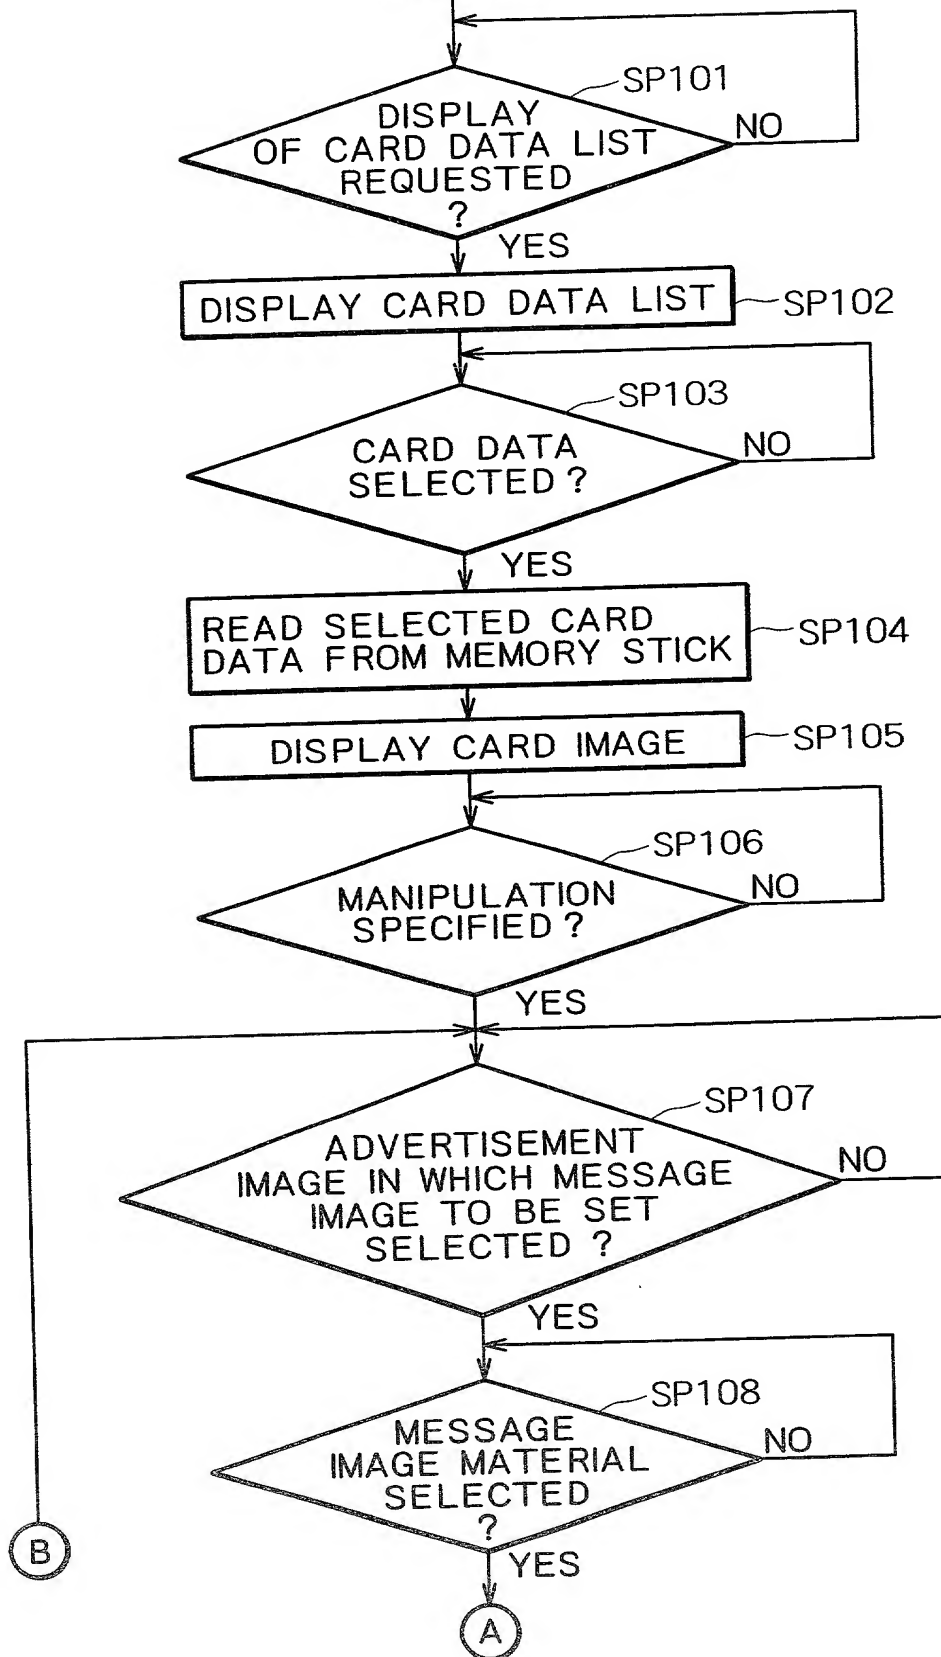 SP101
DISPLAY
OF CARD DATA LIST
REQUESTED
?
NO
YES
DISPLAY CARD DATA LIST
SP102
SP103
CARD DATA
SELECTED ?
NO
YES
READ SELECTED CARD
DATA FROM MEMORY STICK
SP104
DISPLAY CARD IMAGE
SP105
SP106
MANIPULATION
SPECIFIED ?
NO
YES
SP107
ADVERTISEMENT
IMAGE IN WHICH MESSAGE
IMAGE TO BE SET
SELECTED ?
NO
YES
SP108
MESSAGE
IMAGE MATERIAL
SELECTED
?
NO
YES
B
A